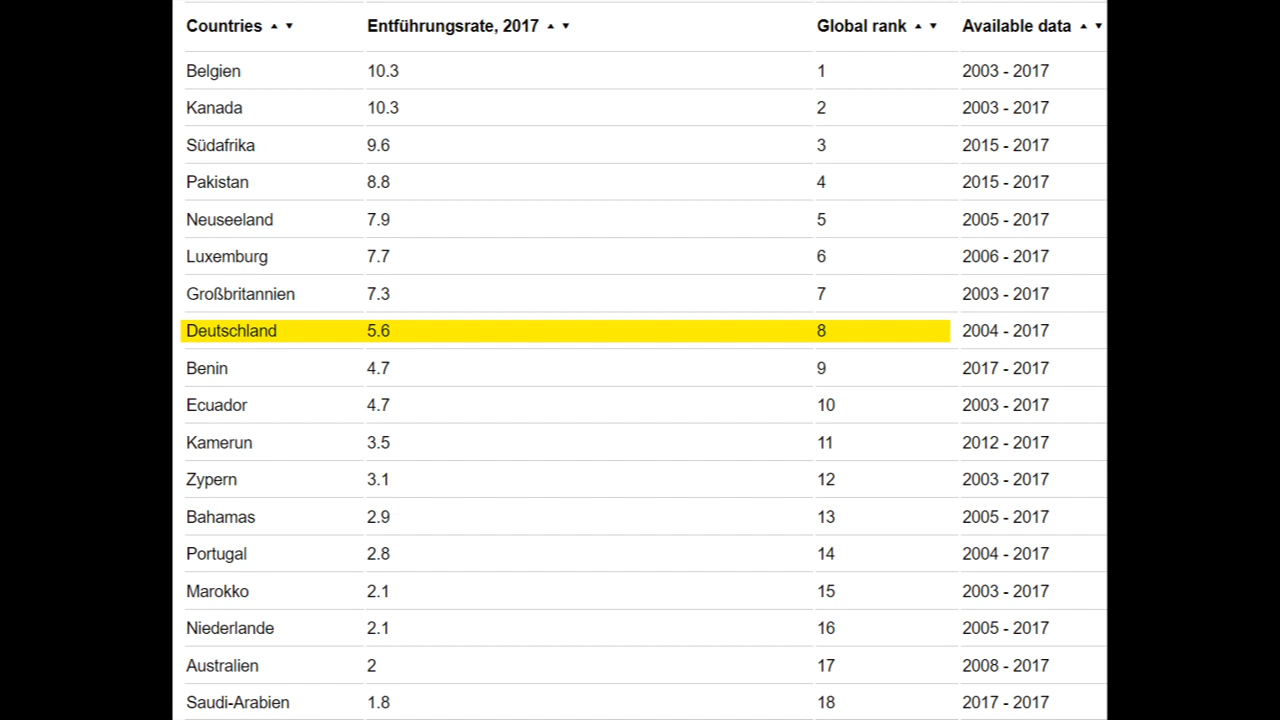 Countries ▲ ▼ Entführungsrate, 2017 ▲ ▼ Global rank ▲ ▼ Available data ▲ ▼
Belgien 10.3 1 2003 - 2017
Kanada 10.3 2 2003 - 2017
Südafrika 9.6 3 2015 - 2017
Pakistan 8.8 4 2015 - 2017
Neuseeland 7.9 5 2005 - 2017
Luxemburg 7.7 6 2006 - 2017
Großbritannien 7.3 7 2003 - 2017
Deutschland 5.6 8 2004 - 2017
Benin 4.7 9 2017 - 2017
Ecuador 4.7 10 2003 - 2017
Kamerun 3.5 11 2012 - 2017
Zypern 3.1 12 2003 - 2017
Bahamas 2.9 13 2005 - 2017
Portugal 2.8 14 2004 - 2017
Marokko 2.1 15 2003 - 2017
Niederlande 2.1 16 2005 - 2017
Australien 2 17 2008 - 2017
Saudi-Arabien 1.8 18 2017 - 2017